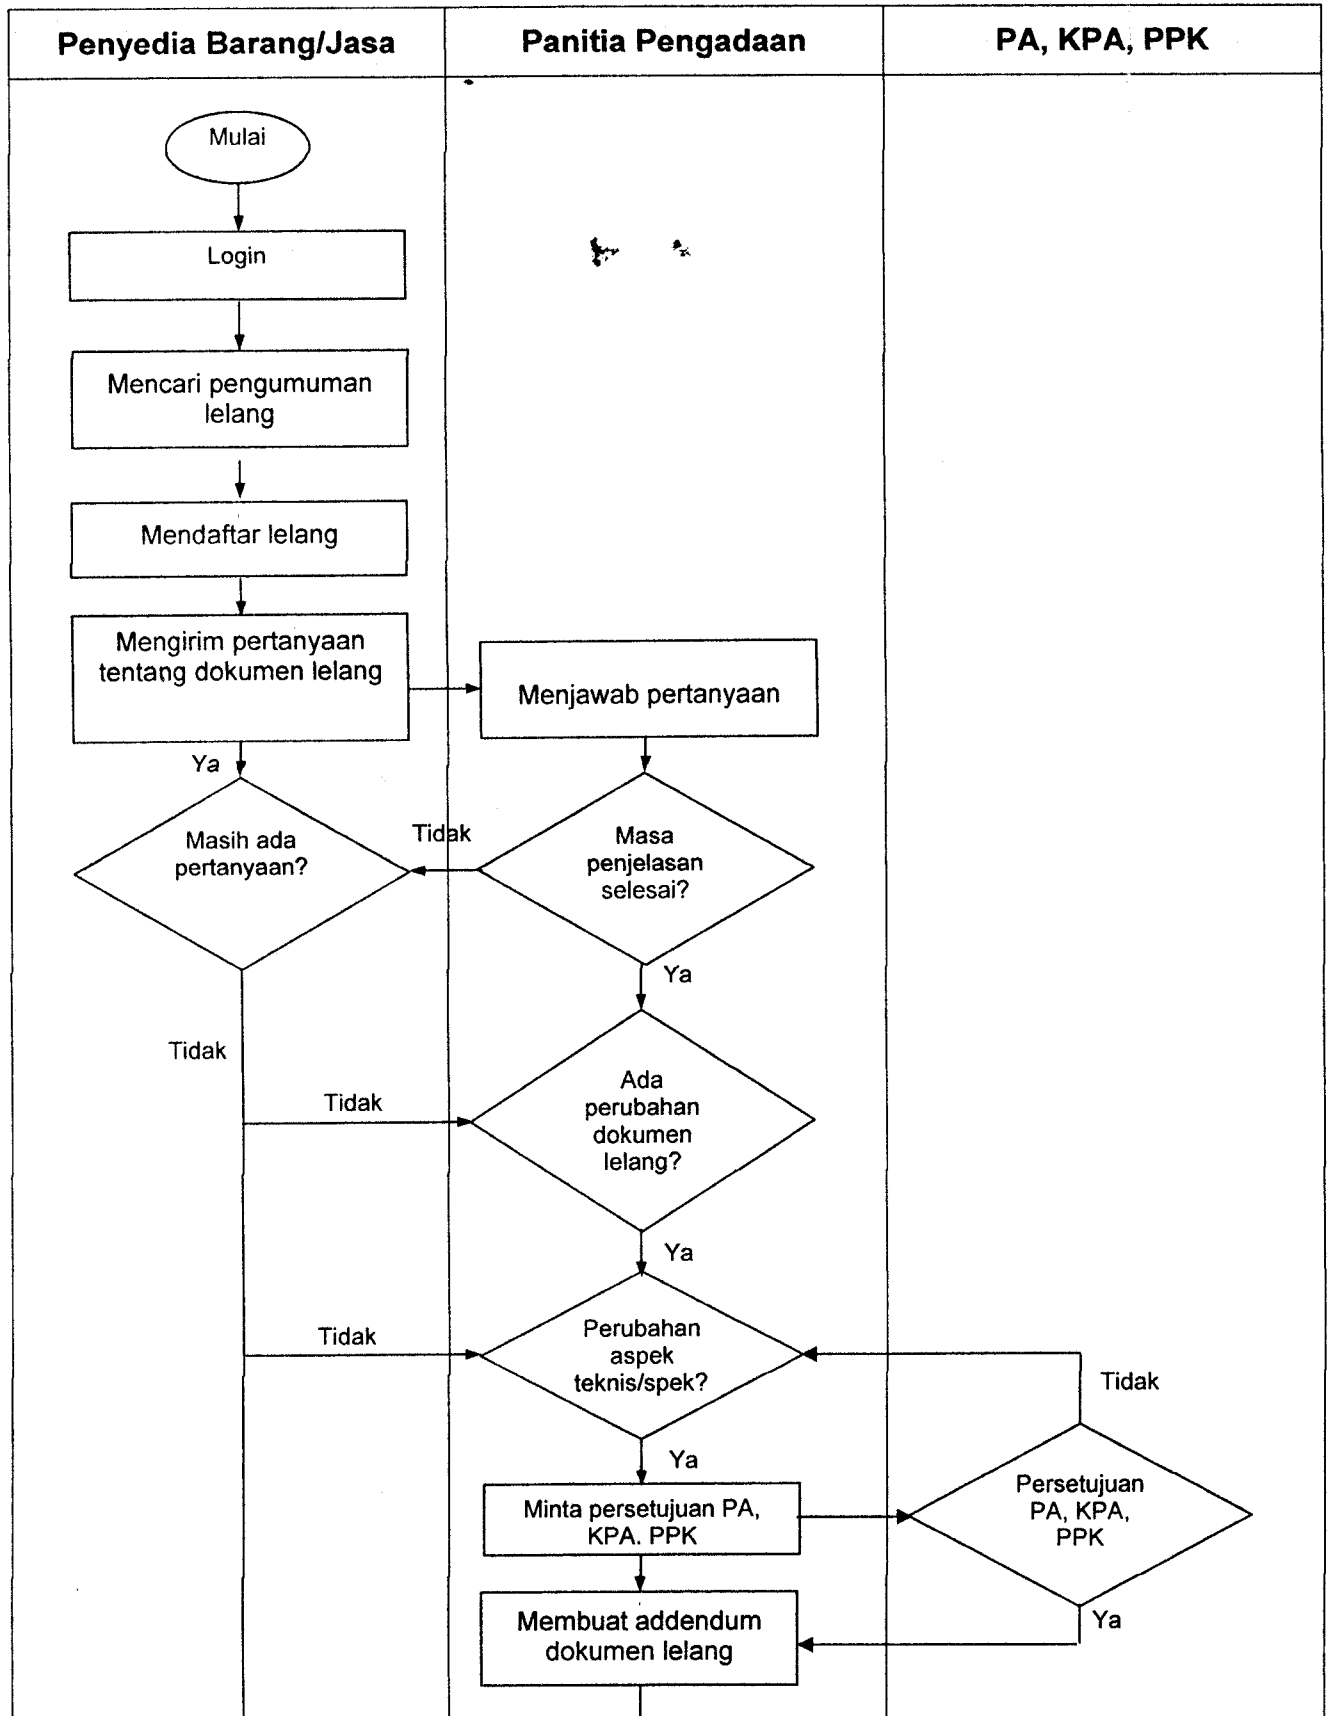 Penyedia Barang/Jasa
Panitia Pengadaan
PA, KPA, PPK
Mulai
Login
Mencari pengumuman
lelang
Mendaftar lelang
Mengirim pertanyaan
tentang dokumen lelang
Menjawab pertanyaan
Ya
Masih ada
pertanyaan?
Tidak
Masa
penjelasan
selesai?
Ya
Tidak
Tidak
Ada
perubahan
dokumen
lelang?
Ya
Tidak
Perubahan
aspek
teknis/spek?
Tidak
Ya
Minta persetujuan PA,
KPA. PPK
Persetujuan
PA, KPA,
PPK
Ya
Membuat addendum
dokumen lelang